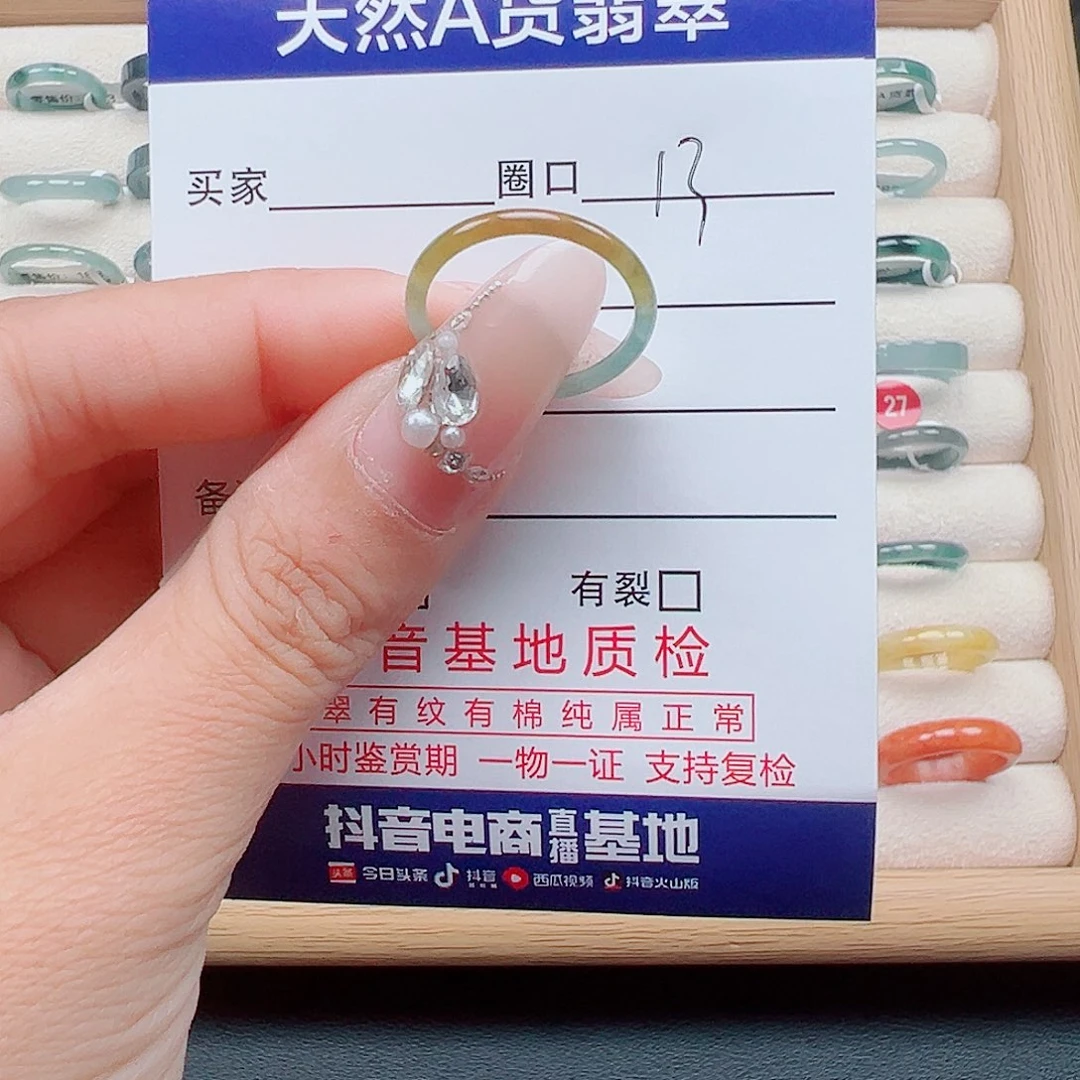 天然A货翡翠
买家 圈口 13
备
有裂
音基地质检
翠有纹有棉纯属正常
小时鉴赏期 一物一证 支持复检
抖音电商直播基地
头条 今日头条 抖音 西瓜视频 抖音火山版
27